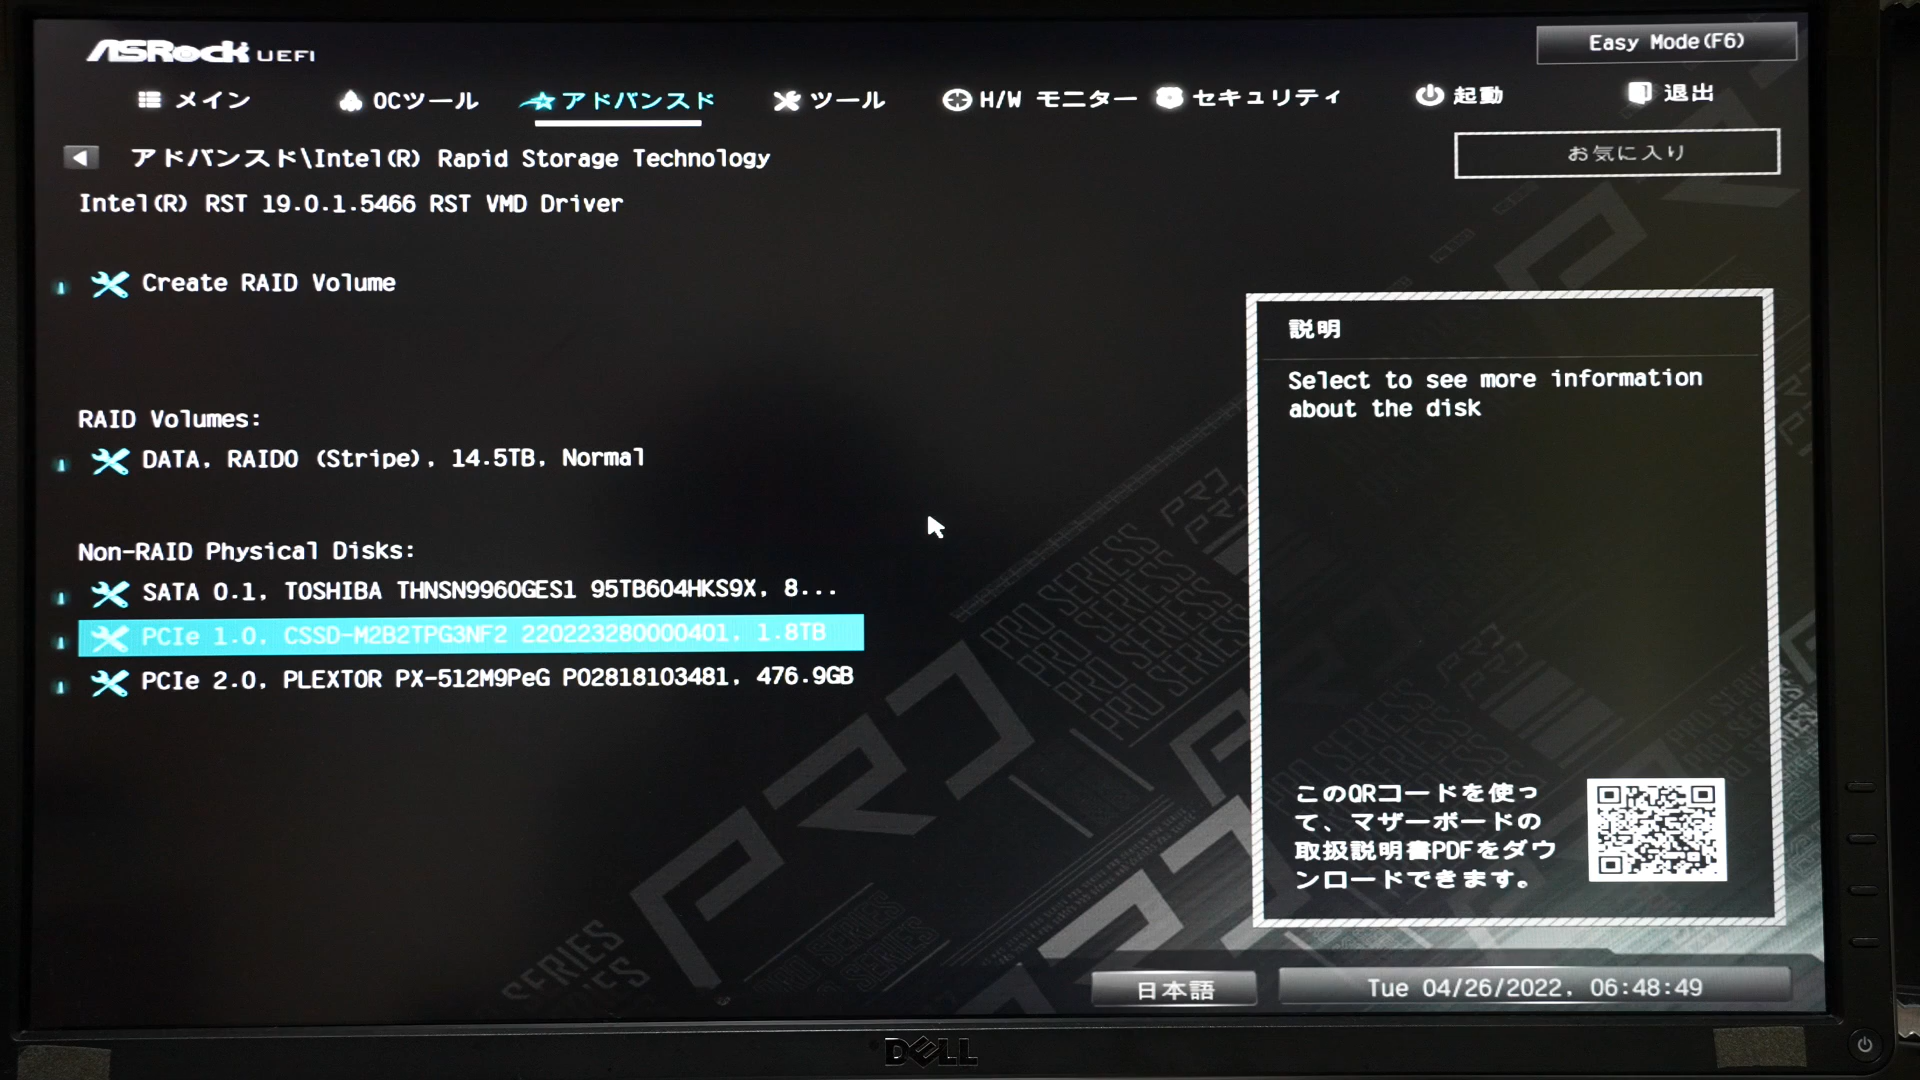 ASRock UEFI
Easy Mode(F6)
メイン
OCツール
アドバンスド
ツール
H/W モニター
セキュリティ
起動
退出
アドバンスド\Intel(R) Rapid Storage Technology
お気に入り
Intel(R) RST 19.0.1.5466 RST VMD Driver
Create RAID Volume
RAID Volumes:
DATA, RAID0 (Stripe), 14.5TB, Normal
Non-RAID Physical Disks:
SATA 0.1, TOSHIBA THNSN9960GES1 95TB604HKS9X, 8...
PCIe 1.0, CSSD-M2B2TPG3NF2 220223280000401, 1.8TB
PCIe 2.0, PLEXTOR PX-512M9PeG P02818103481, 476.9GB
説明
Select to see more information
about the disk
このQRコードを使っ
て、マザーボードの
取扱説明書PDFをダウ
ンロードできます。
PRO SERIES
日本語
Tue 04/26/2022, 06:48:49
DELL